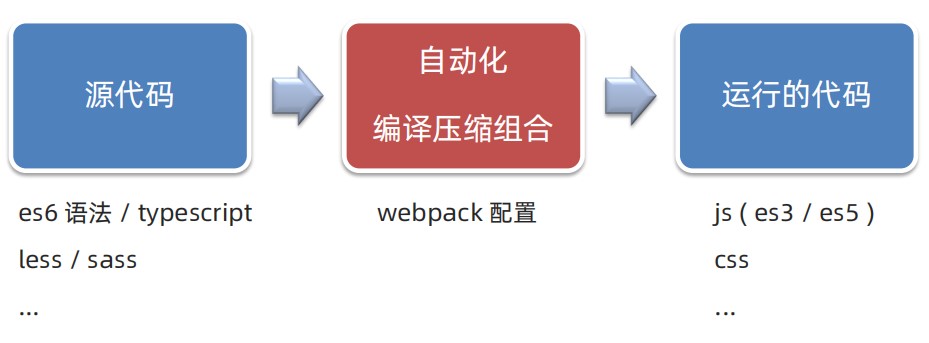 源代码
自动化
编译压缩组合
运行的代码
es6 语法 / typescript
less / sass
...
webpack 配置
js ( es3 / es5 )
css
...